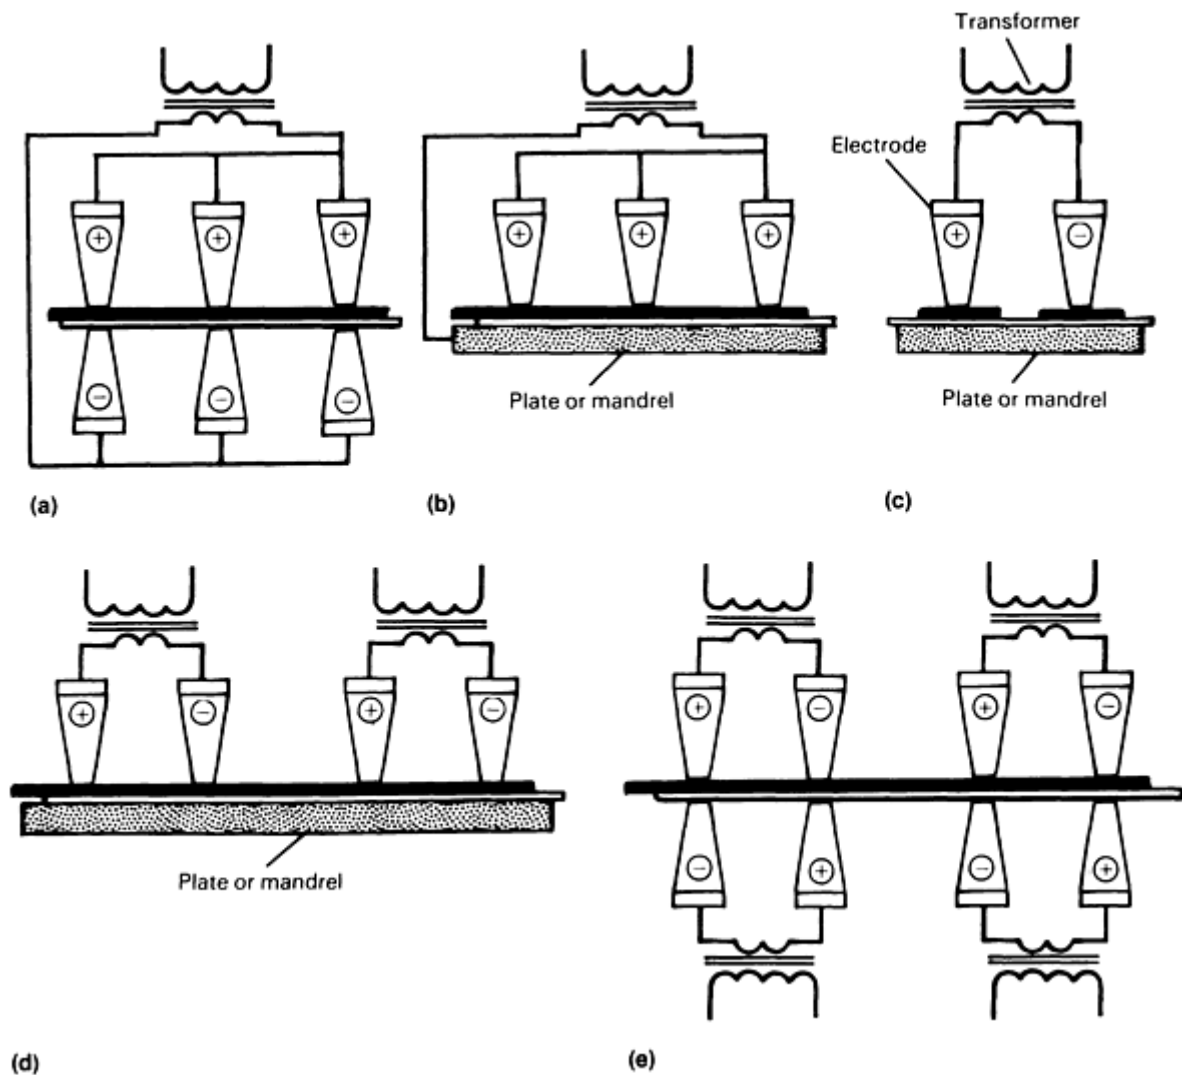 Transformer
Electrode
+ + +
+ + +
+ −
− − −
Plate or mandrel
Plate or mandrel
(a)
(b)
(c)
+ − + −
+ − + −
Plate or mandrel
− + − +
(d)
(e)